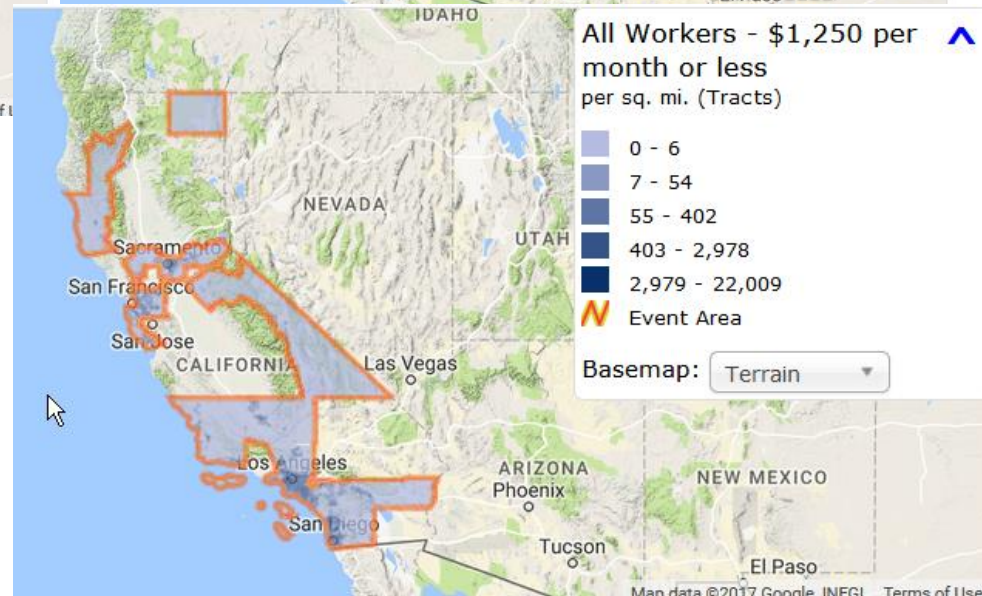 IDAHO
All Workers - $1,250 per
month or less
per sq. mi. (Tracts)
0 - 6
7 - 54
55 - 402
403 - 2,978
2,979 - 22,009
Event Area
Basemap: Terrain
NEVADA
UTAH
Sacramento
San Francisco
San Jose
CALIFORNIA
Las Vegas
Los Angeles
ARIZONA
Phoenix
NEW MEXICO
San Diego
Tucson
El Paso
Map data ©2017 Google, INEGI Terms of Use